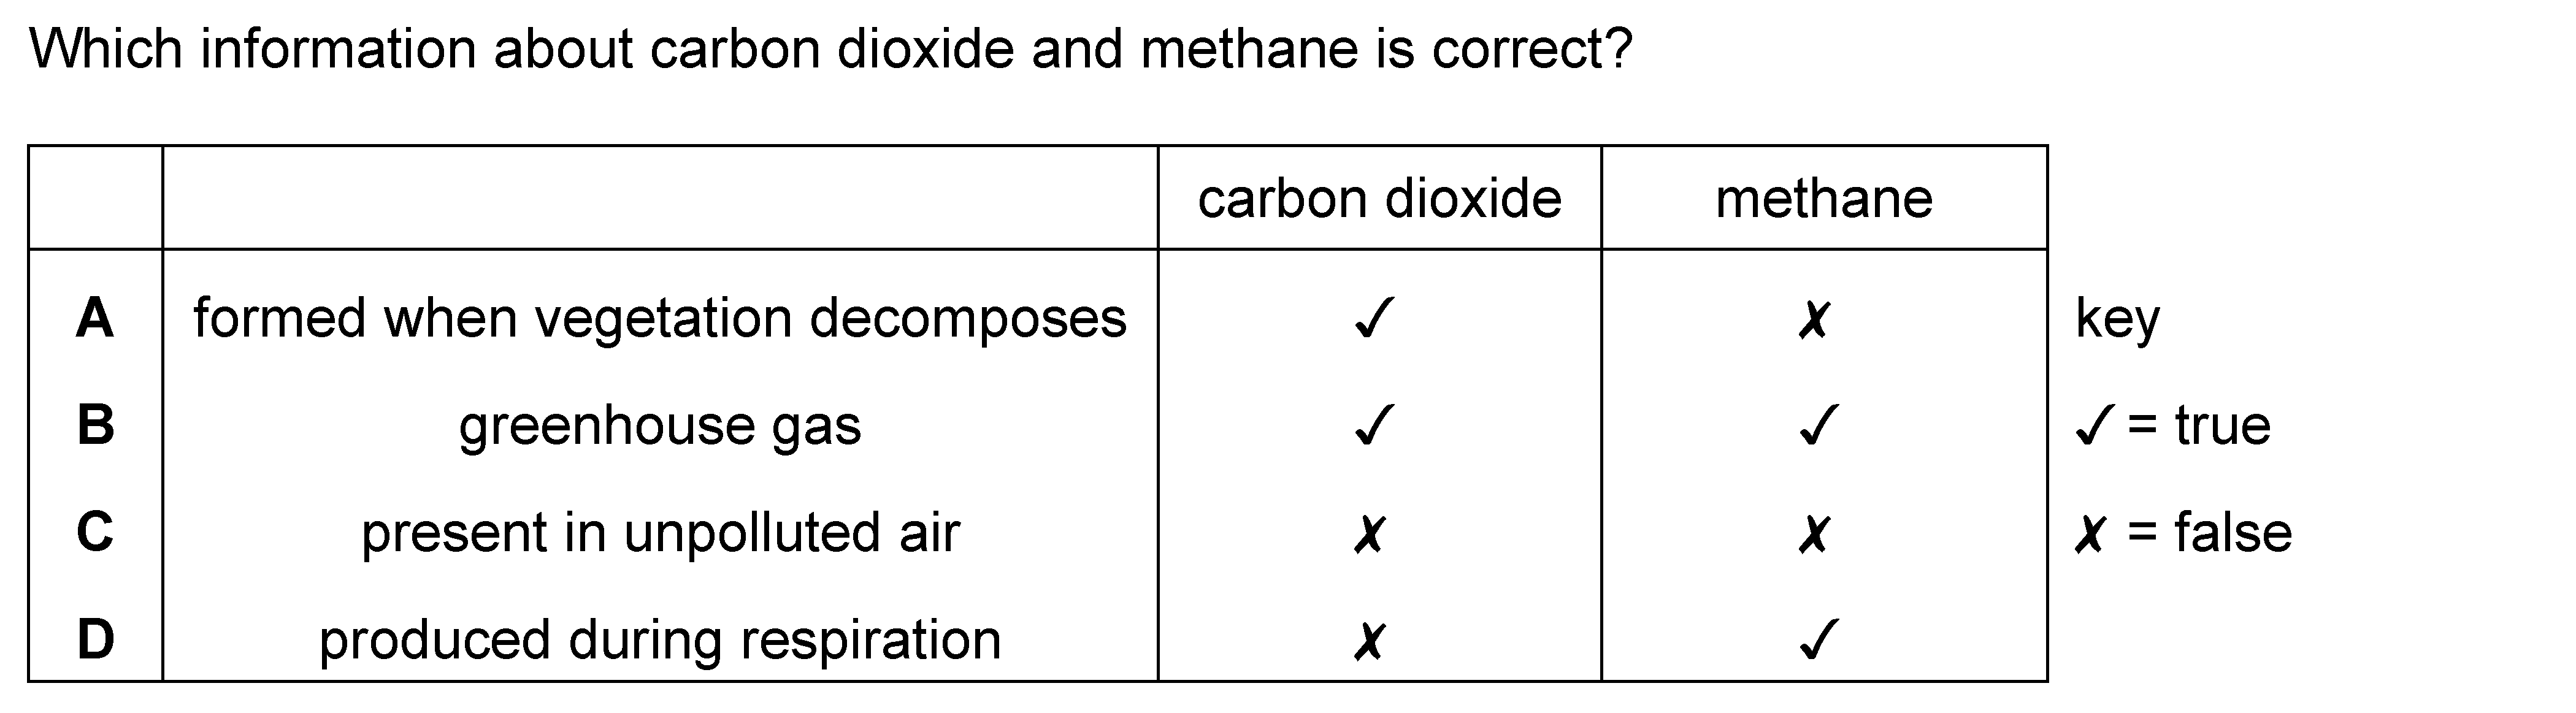 Which information about carbon dioxide and methane is correct?
carbon dioxide methane
A formed when vegetation decomposes ✓ ✗ key
B greenhouse gas ✓ ✓ ✓ = true
C present in unpolluted air ✗ ✗ ✗ = false
D produced during respiration ✗ ✓